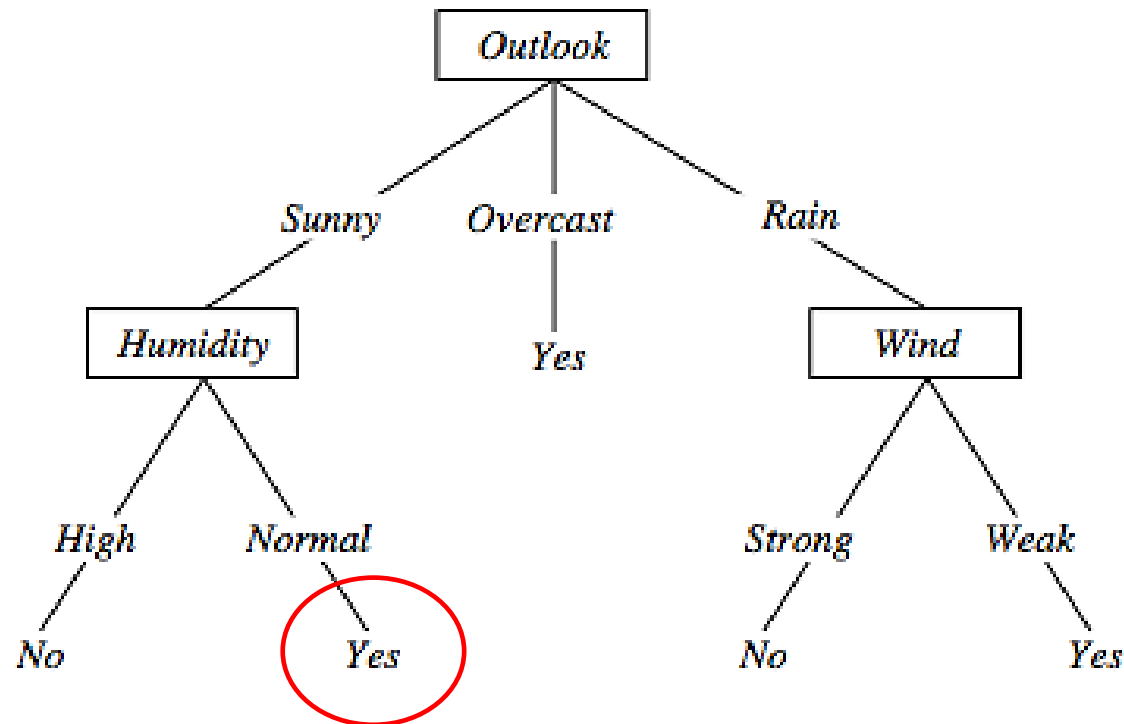 Outlook
Sunny Overcast Rain
Humidity Yes Wind
High Normal Strong Weak
No Yes No Yes